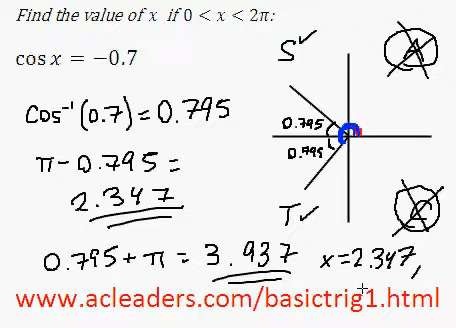 Find the value of x if 0 < x < 2π:
cos x = −0.7
S✓
A
cos⁻¹(0.7) = 0.795
0.795
0.795
π − 0.795 =
2.347
T✓
C
0.795 + π = 3.937 x = 2.347,
www.acleaders.com/basictrig1.html